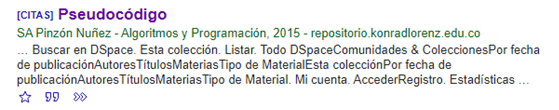 [CITAS] Pseudocódigo
SA Pinzón Nuñez - Algoritmos y Programación, 2015 - repositorio.konradlorenz.edu.co
… Buscar en DSpace. Esta colección. Listar. Todo DSpaceComunidades & ColeccionesPor fecha
de publicaciónAutoresTítulosMateriasTipo de MaterialEsta colecciónPor fecha de
publicaciónAutoresTítulosMateriasTipo de Material. Mi cuenta. AccederRegistro. Estadísticas …